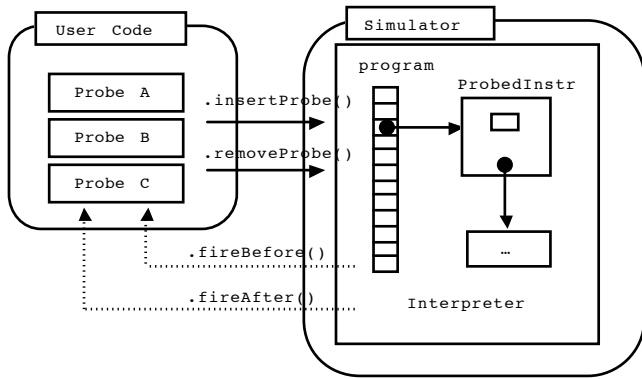 User Code
Simulator
program
ProbedInstr
Probe A
.insertProbe()
Probe B
.removeProbe()
Probe C
.fireBefore()
…
.fireAfter()
Interpreter